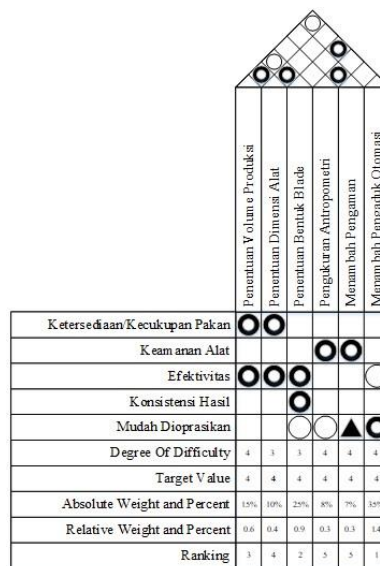 Penentuan Volume Produksi
Penentuan Dimensi Alat
Penentuan Bentuk Blade
Pengukuran Antropometri
Menambah Pengaman
Menambah Pengaduk Otomasi
Ketersediaan/Kecukupan Pakan
Keamanan Alat
Efektivitas
Konsistensi Hasil
Mudah Dioprasikan
Degree Of Difficulty 4 3 3 4 4 4
Target Value 4 4 4 4 4 4
Absolute Weight and Percent 15% 10% 25% 8% 7% 35%
Relative Weight and Percent 0.6 0.4 0.9 0.3 0.3 1.4
Ranking 3 4 2 5 5 1